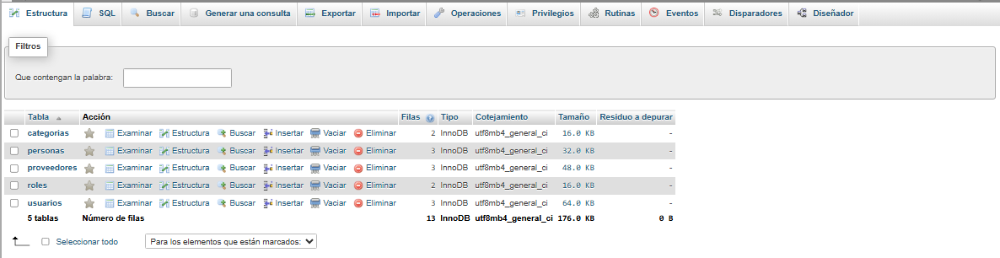 Estructura SQL Buscar Generar una consulta Exportar Importar Operaciones Privilegios Rutinas Eventos Disparadores Diseñador
Filtros
Que contengan la palabra:
Tabla Acción Filas Tipo Cotejamiento Tamaño Residuo a depurar
categorias Examinar Estructura Buscar Insertar Vaciar Eliminar 2 InnoDB utf8mb4_general_ci 16.0 KB -
personas Examinar Estructura Buscar Insertar Vaciar Eliminar 3 InnoDB utf8mb4_general_ci 32.0 KB -
proveedores Examinar Estructura Buscar Insertar Vaciar Eliminar 3 InnoDB utf8mb4_general_ci 48.0 KB -
roles Examinar Estructura Buscar Insertar Vaciar Eliminar 2 InnoDB utf8mb4_general_ci 16.0 KB -
usuarios Examinar Estructura Buscar Insertar Vaciar Eliminar 3 InnoDB utf8mb4_general_ci 64.0 KB -
5 tablas Número de filas 13 InnoDB utf8mb4_general_ci 176.0 KB 0 B
Seleccionar todo Para los elementos que están marcados: